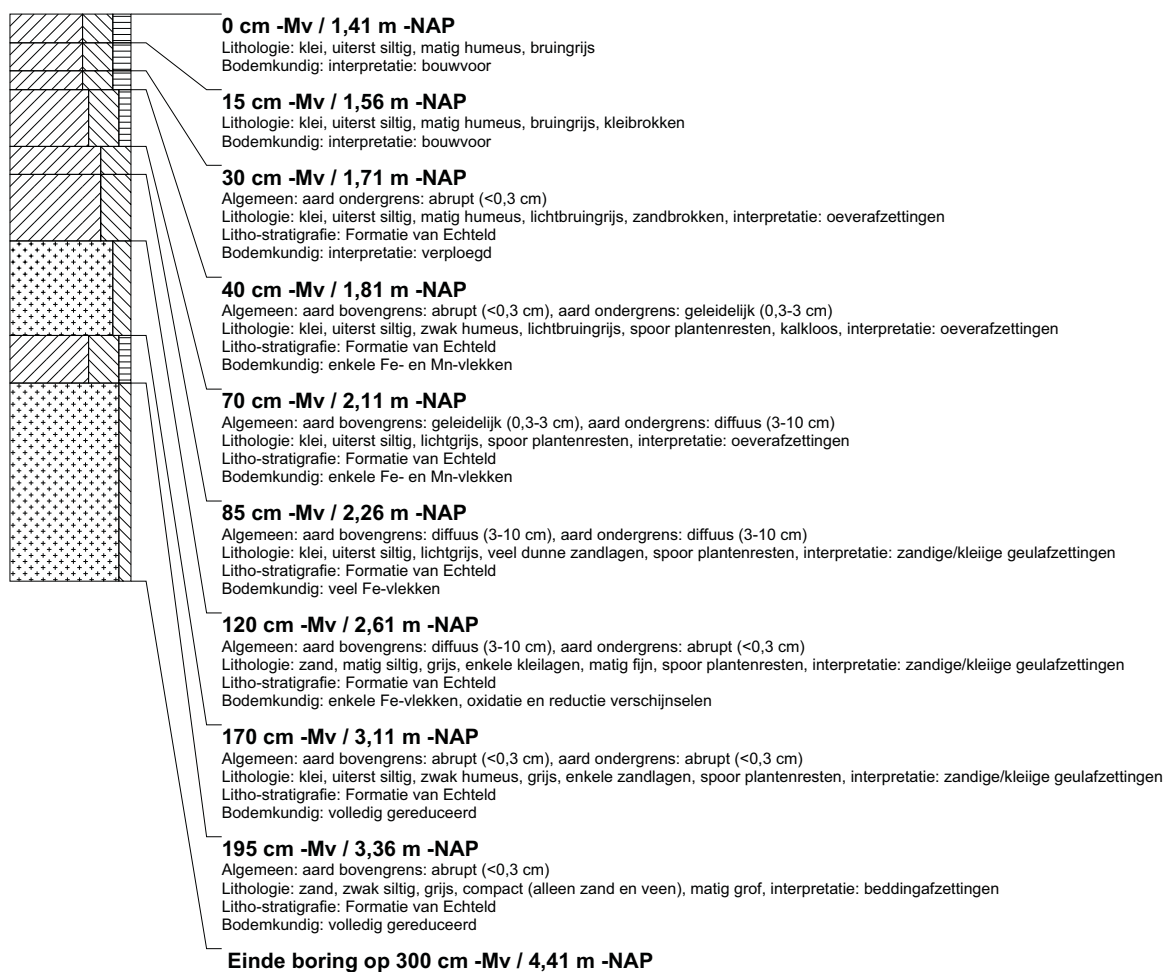 0 cm -Mv / 1,41 m -NAP
Lithologie: klei, uiterst siltig, matig humeus, bruingrijs
Bodemkundig: interpretatie: bouwvoor
15 cm -Mv / 1,56 m -NAP
Lithologie: klei, uiterst siltig, matig humeus, bruingrijs, kleibrokken
Bodemkundig: interpretatie: bouwvoor
30 cm -Mv / 1,71 m -NAP
Algemeen: aard ondergrens: abrupt (<0,3 cm)
Lithologie: klei, uiterst siltig, matig humeus, lichtbruingrijs, zandbrokken, interpretatie: oeverafzettingen
Litho-stratigrafie: Formatie van Echteld
Bodemkundig: interpretatie: verploegd
40 cm -Mv / 1,81 m -NAP
Algemeen: aard bovengrens: abrupt (<0,3 cm), aard ondergrens: geleidelijk (0,3-3 cm)
Lithologie: klei, uiterst siltig, zwak humeus, lichtbruingrijs, spoor plantenresten, kalkloos, interpretatie: oeverafzettingen
Litho-stratigrafie: Formatie van Echteld
Bodemkundig: enkele Fe- en Mn-vlekken
70 cm -Mv / 2,11 m -NAP
Algemeen: aard bovengrens: geleidelijk (0,3-3 cm), aard ondergrens: diffuus (3-10 cm)
Lithologie: klei, uiterst siltig, lichtgrijs, spoor plantenresten, interpretatie: oeverafzettingen
Litho-stratigrafie: Formatie van Echteld
Bodemkundig: enkele Fe- en Mn-vlekken
85 cm -Mv / 2,26 m -NAP
Algemeen: aard bovengrens: diffuus (3-10 cm), aard ondergrens: diffuus (3-10 cm)
Lithologie: klei, uiterst siltig, lichtgrijs, veel dunne zandlagen, spoor plantenresten, interpretatie: zandige/kleiige geulafzettingen
Litho-stratigrafie: Formatie van Echteld
Bodemkundig: veel Fe-vlekken
120 cm -Mv / 2,61 m -NAP
Algemeen: aard bovengrens: diffuus (3-10 cm), aard ondergrens: abrupt (<0,3 cm)
Lithologie: zand, matig siltig, grijs, enkele kleilagen, matig fijn, spoor plantenresten, interpretatie: zandige/kleiige geulafzettingen
Litho-stratigrafie: Formatie van Echteld
Bodemkundig: enkele Fe-vlekken, oxidatie en reductie verschijnselen
170 cm -Mv / 3,11 m -NAP
Algemeen: aard bovengrens: abrupt (<0,3 cm), aard ondergrens: abrupt (<0,3 cm)
Lithologie: klei, uiterst siltig, zwak humeus, grijs, enkele zandlagen, spoor plantenresten, interpretatie: zandige/kleiige geulafzettingen
Litho-stratigrafie: Formatie van Echteld
Bodemkundig: volledig gereduceerd
195 cm -Mv / 3,36 m -NAP
Algemeen: aard bovengrens: abrupt (<0,3 cm)
Lithologie: zand, zwak siltig, grijs, compact (alleen zand en veen), matig grof, interpretatie: beddingafzettingen
Litho-stratigrafie: Formatie van Echteld
Bodemkundig: volledig gereduceerd
Einde boring op 300 cm -Mv / 4,41 m -NAP